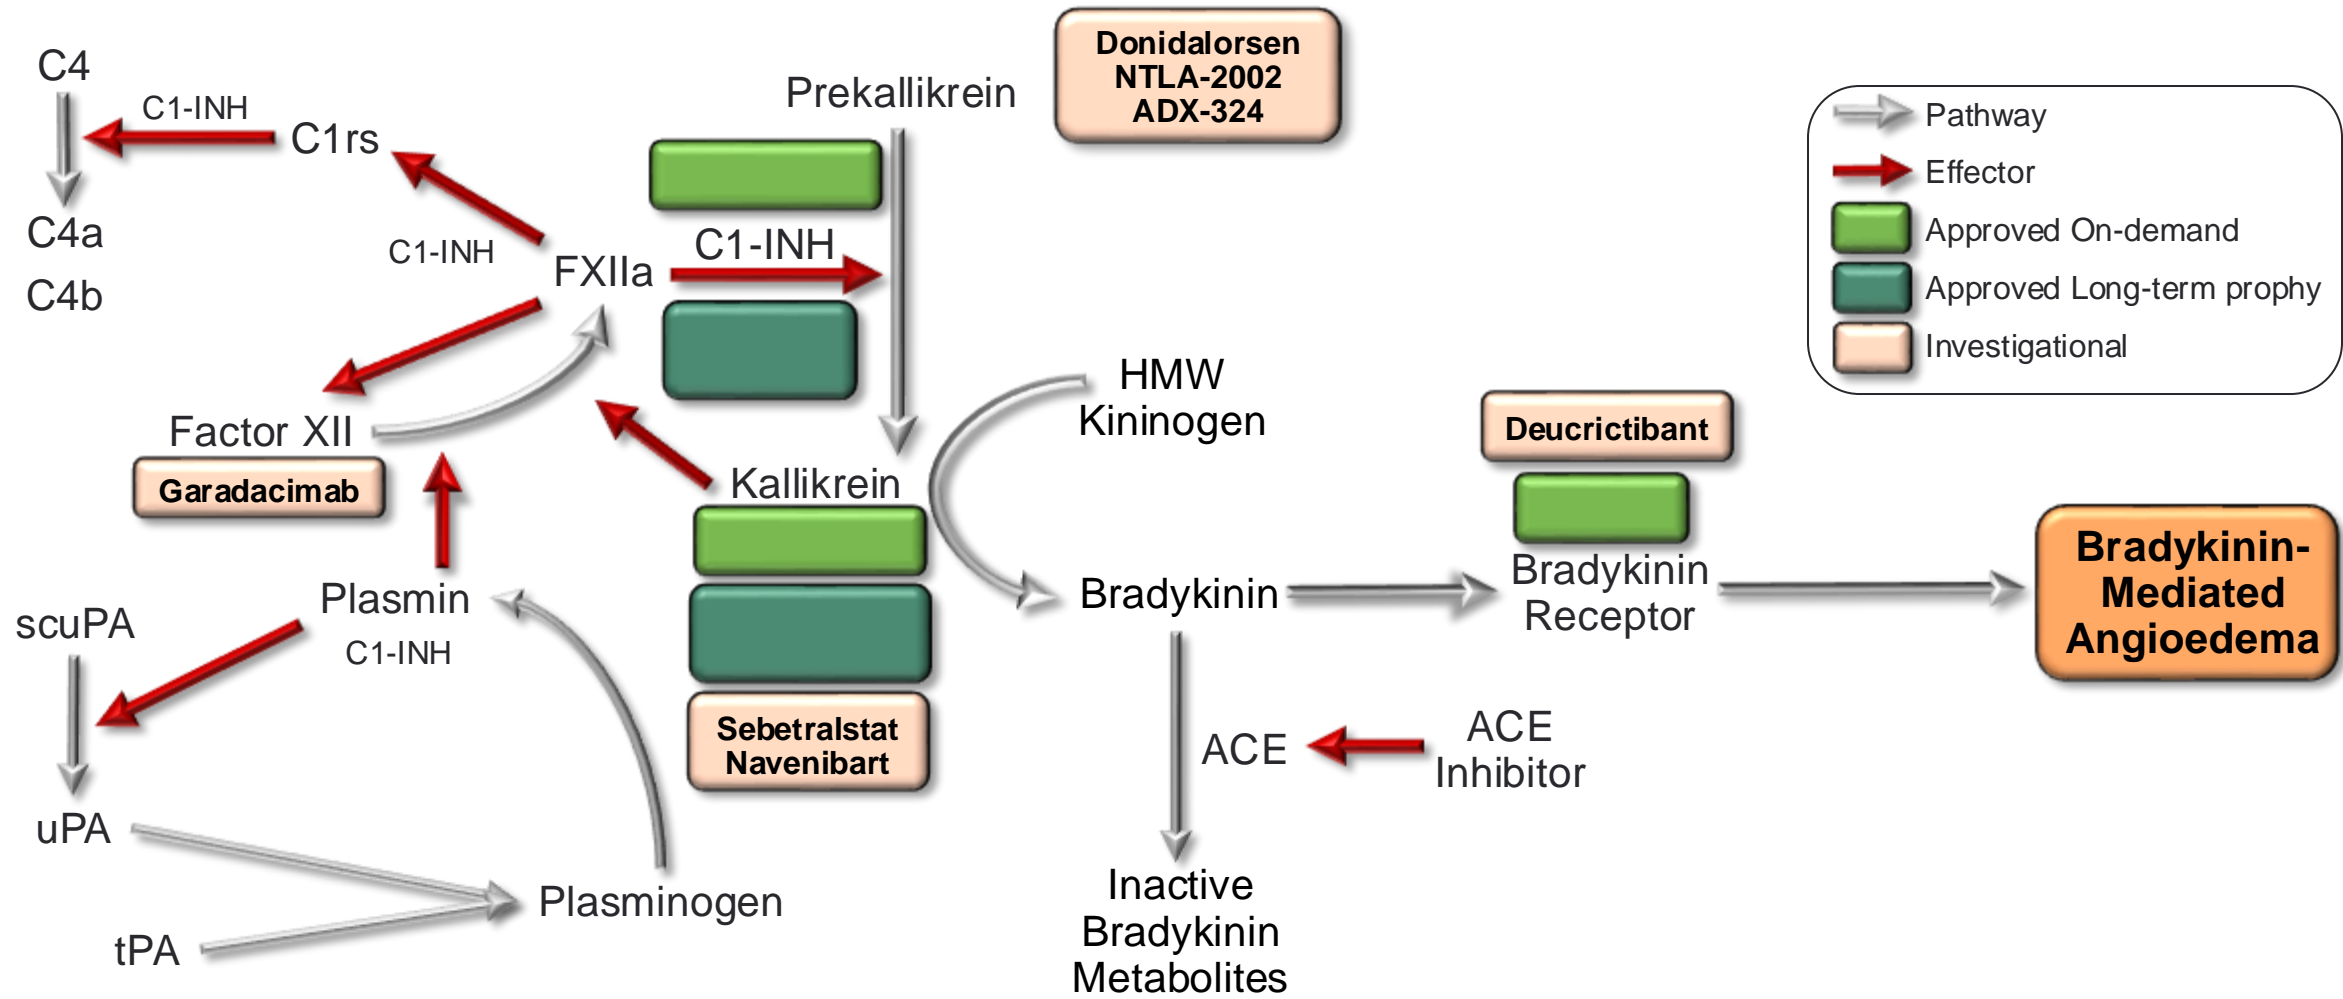 C4
C1-INH
C1rs
C4a
C4b
C1-INH
Prekallikrein
Donidalorsen
NTLA-2002
ADX-324
C1-INH
FXIIa
Factor XII
Garadacimab
Kallikrein
Sebetralstat
Navenibart
HMW
Kininogen
Plasmin
C1-INH
scuPA
uPA
tPA
Plasminogen
Bradykinin
Deucrictibant
Bradykinin
Receptor
Bradykinin-
Mediated
Angioedema
ACE
ACE
Inhibitor
Inactive
Bradykinin
Metabolites
Pathway
Effector
Approved On-demand
Approved Long-term prophy
Investigational